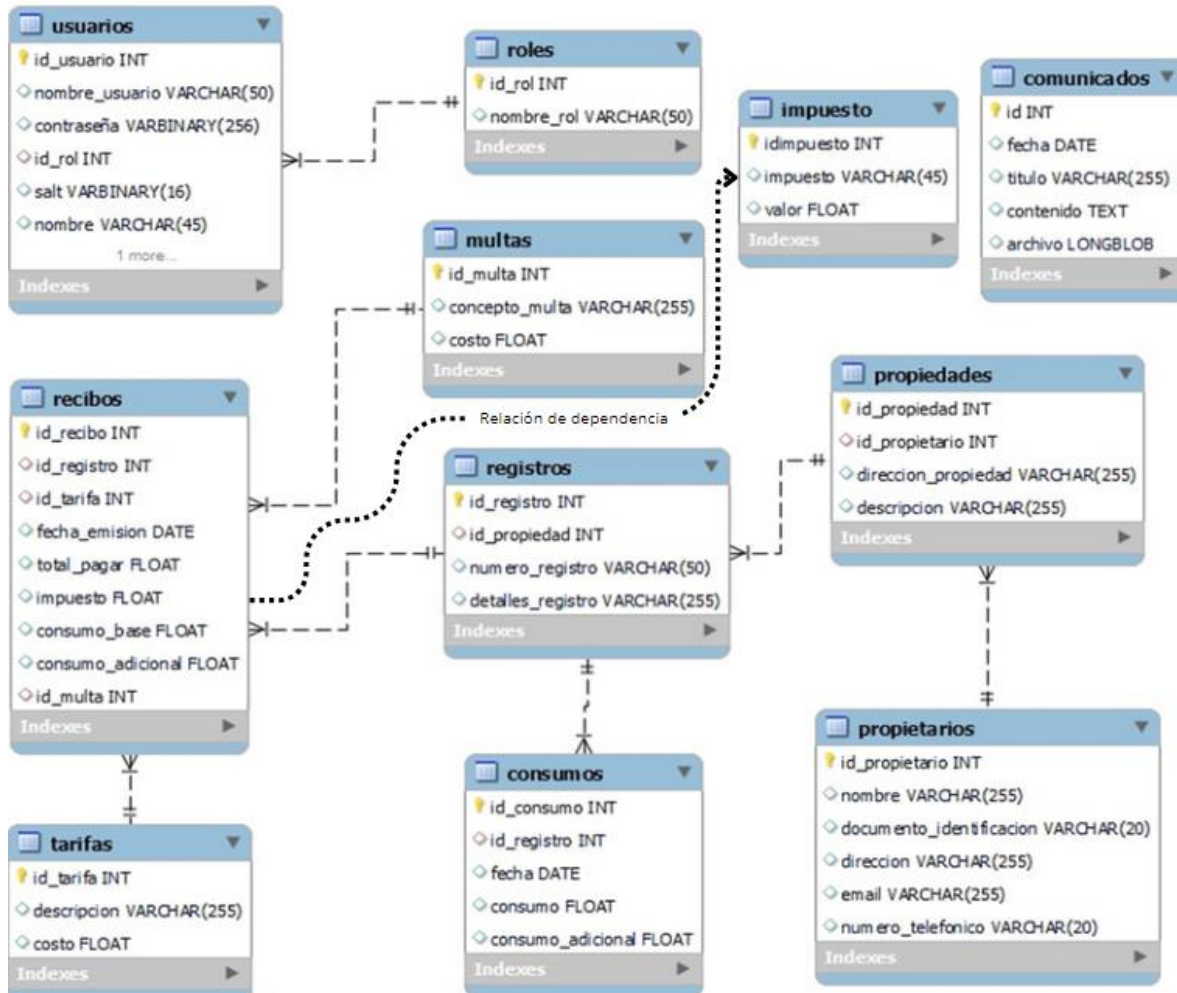 usuarios
id_usuario INT
nombre_usuario VARCHAR(50)
contraseña VARBINARY(256)
id_rol INT
salt VARBINARY(16)
nombre VARCHAR(45)
1 more...
Indexes
roles
id_rol INT
nombre_rol VARCHAR(50)
Indexes
impuesto
idimpuesto INT
impuesto VARCHAR(45)
valor FLOAT
Indexes
comunicados
id INT
fecha DATE
titulo VARCHAR(255)
contenido TEXT
archivo LONGBLOB
Indexes
multas
id_multa INT
concepto_multa VARCHAR(255)
costo FLOAT
Indexes
Relación de dependencia
recibos
id_recibo INT
id_registro INT
id_tarifa INT
fecha_emision DATE
total_pagar FLOAT
impuesto FLOAT
consumo_base FLOAT
consumo_adicional FLOAT
id_multa INT
Indexes
registros
id_registro INT
id_propiedad INT
numero_registro VARCHAR(50)
detalles_registro VARCHAR(255)
Indexes
propiedades
id_propiedad INT
id_propietario INT
direccion_propiedad VARCHAR(255)
descripcion VARCHAR(255)
Indexes
tarifas
id_tarifa INT
descripcion VARCHAR(255)
costo FLOAT
Indexes
consumos
id_consumo INT
id_registro INT
fecha DATE
consumo FLOAT
consumo_adicional FLOAT
Indexes
propietarios
id_propietario INT
nombre VARCHAR(255)
documento_identificacion VARCHAR(20)
direccion VARCHAR(255)
email VARCHAR(255)
numero_telefonico VARCHAR(20)
Indexes